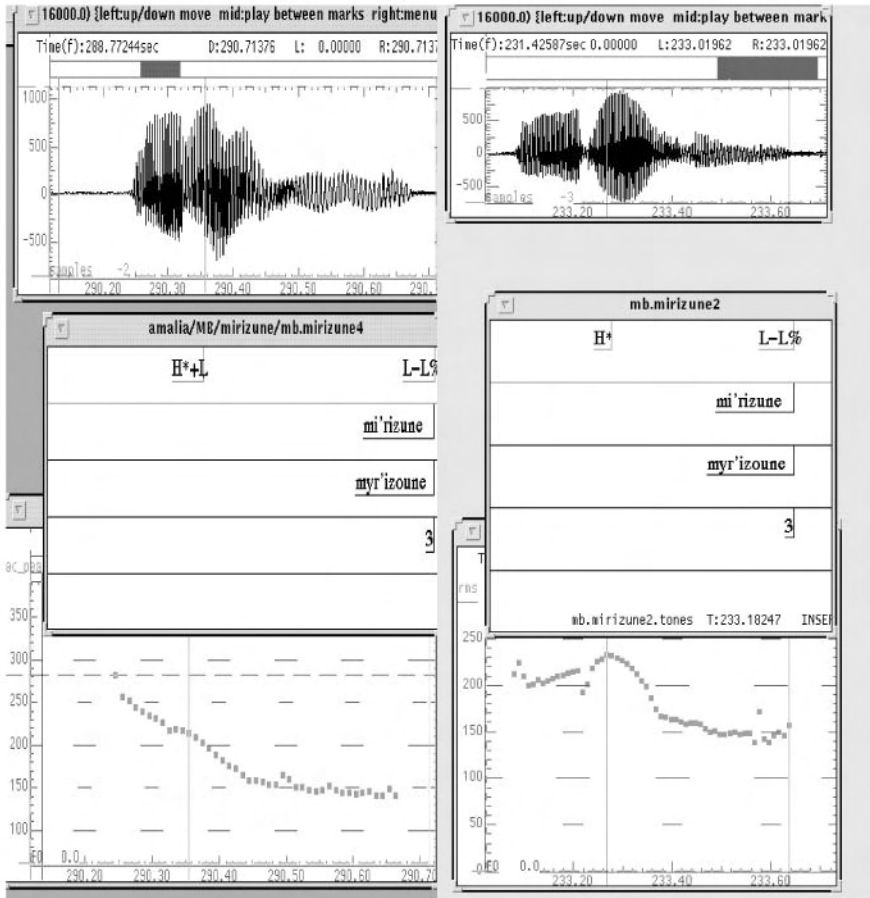 16000.0) {left:up/down move mid:play between marks right:menu
Time(f):288.77244sec D:290.71376 L: 0.00000 R:290.7137
1000
500
0
-500
samples -2
290.20 290.30 290.40 290.50 290.60
amalia/MB/mirizune/mb.mirizune4
H*+L L-L%
mi'rizune
myr'izoune
3
ac_pea
350
300
250
200
150
100
F0 0.0
290.20 290.30 290.40 290.50 290.60 290.70
16000.0) {left:up/down move mid:play between mark
Time(f):231.42587sec 0.00000 L:233.01962 R:233.01962
500
0
-500
samples -3
233.20 233.40 233.60
mb.mirizune2
H* L-L%
mi'rizune
myr'izoune
3
T
rms
mb.mirizune2.tones T:233.18247 INSER
250
200
150
100
50
0
F0 0.0
233.20 233.40 233.60